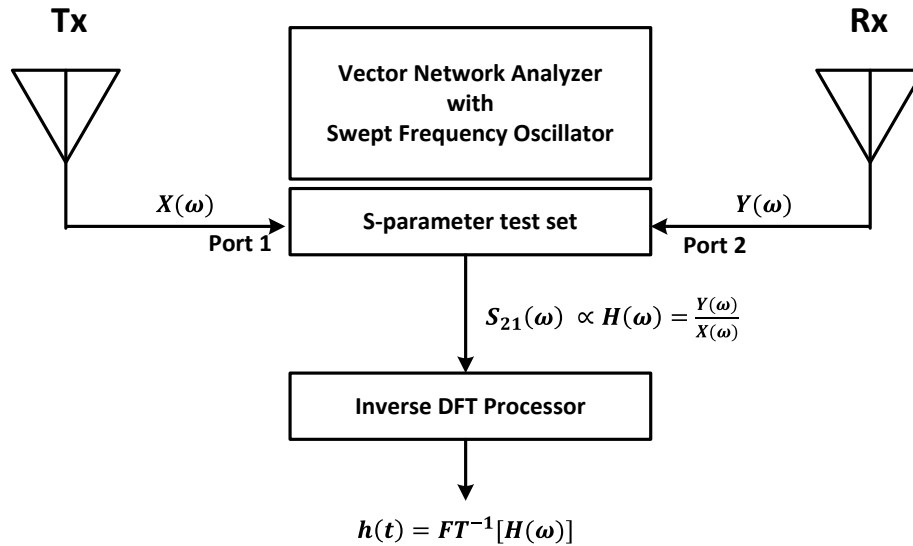 Tx
Rx
Vector Network Analyzer
with
Swept Frequency Oscillator
X(ω)
Y(ω)
S-parameter test set
Port 1
Port 2
S₂₁(ω) ∝ H(ω) = Y(ω)/X(ω)
Inverse DFT Processor
h(t) = FT⁻¹[H(ω)]